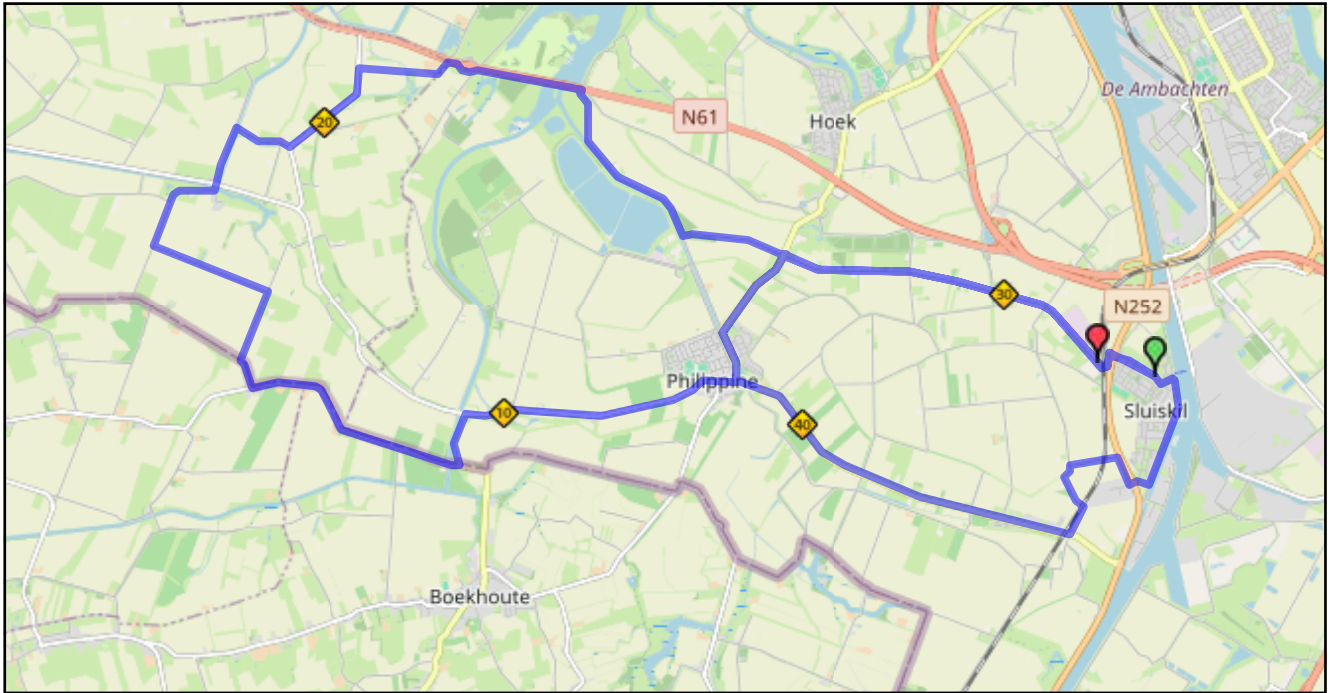 De Ambachten
N61
20
Hoek
30
N252
Philippine
10
Sluiskil
40
Boekhoute